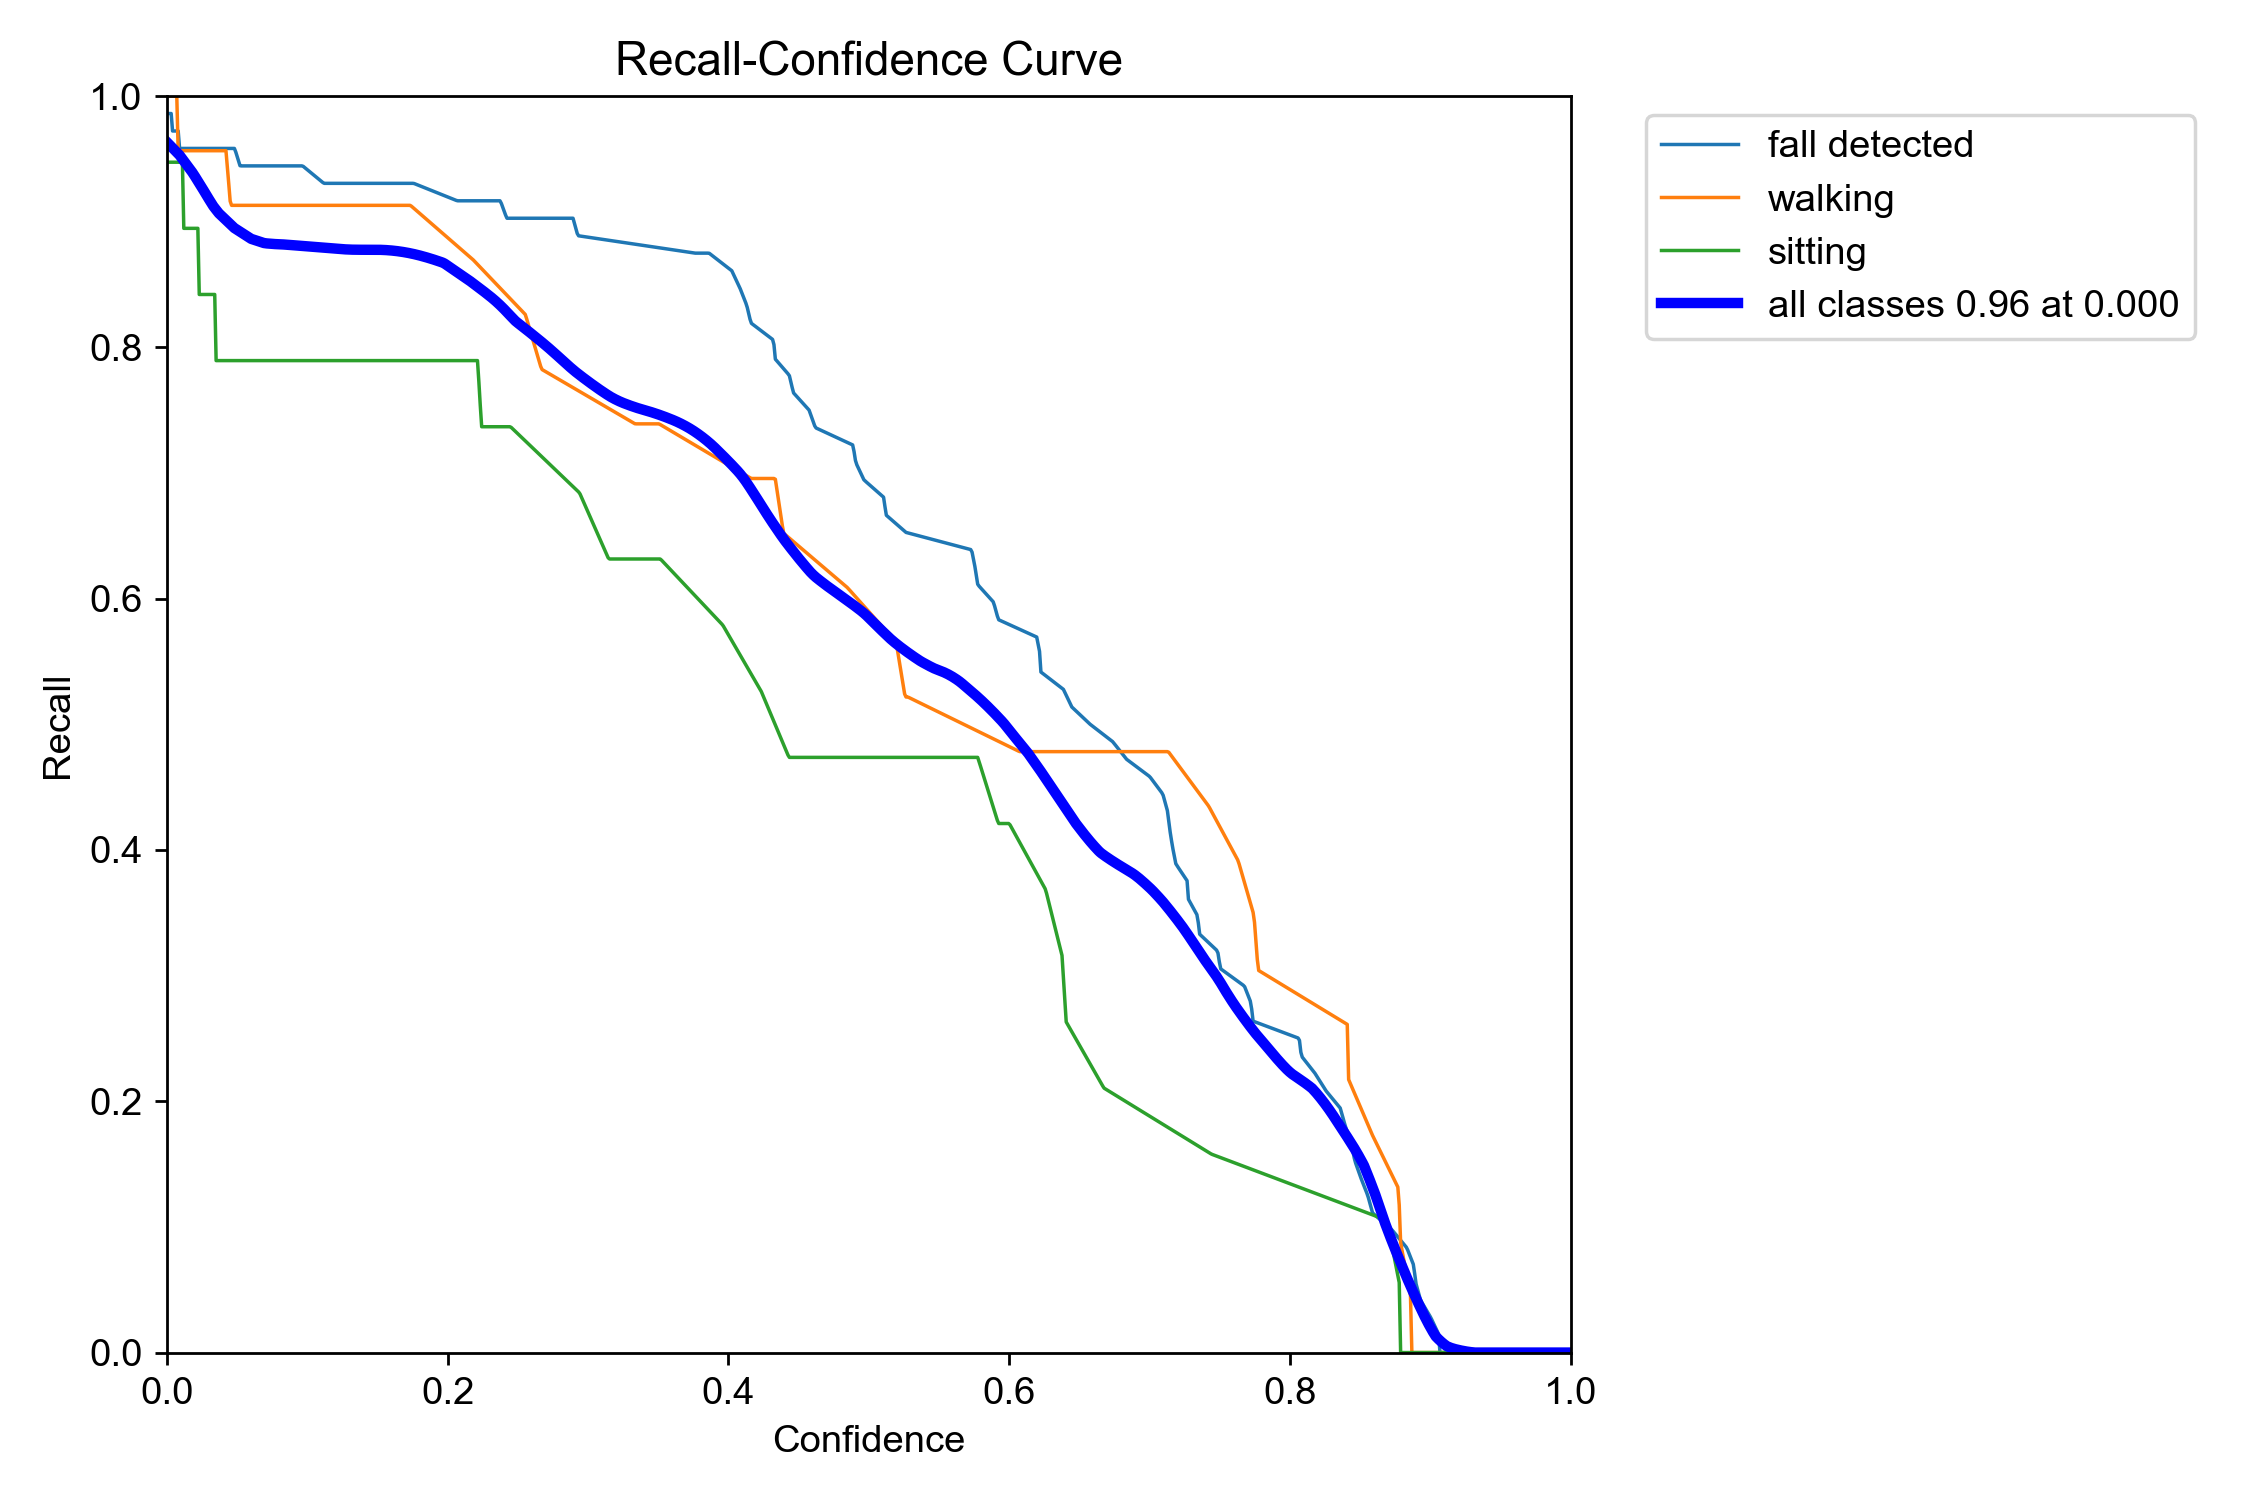 Recall-Confidence Curve
1.0
0.8
0.6
0.4
0.2
0.0
Recall
0.0 0.2 0.4 0.6 0.8 1.0
Confidence
fall detected
walking
sitting
all classes 0.96 at 0.000